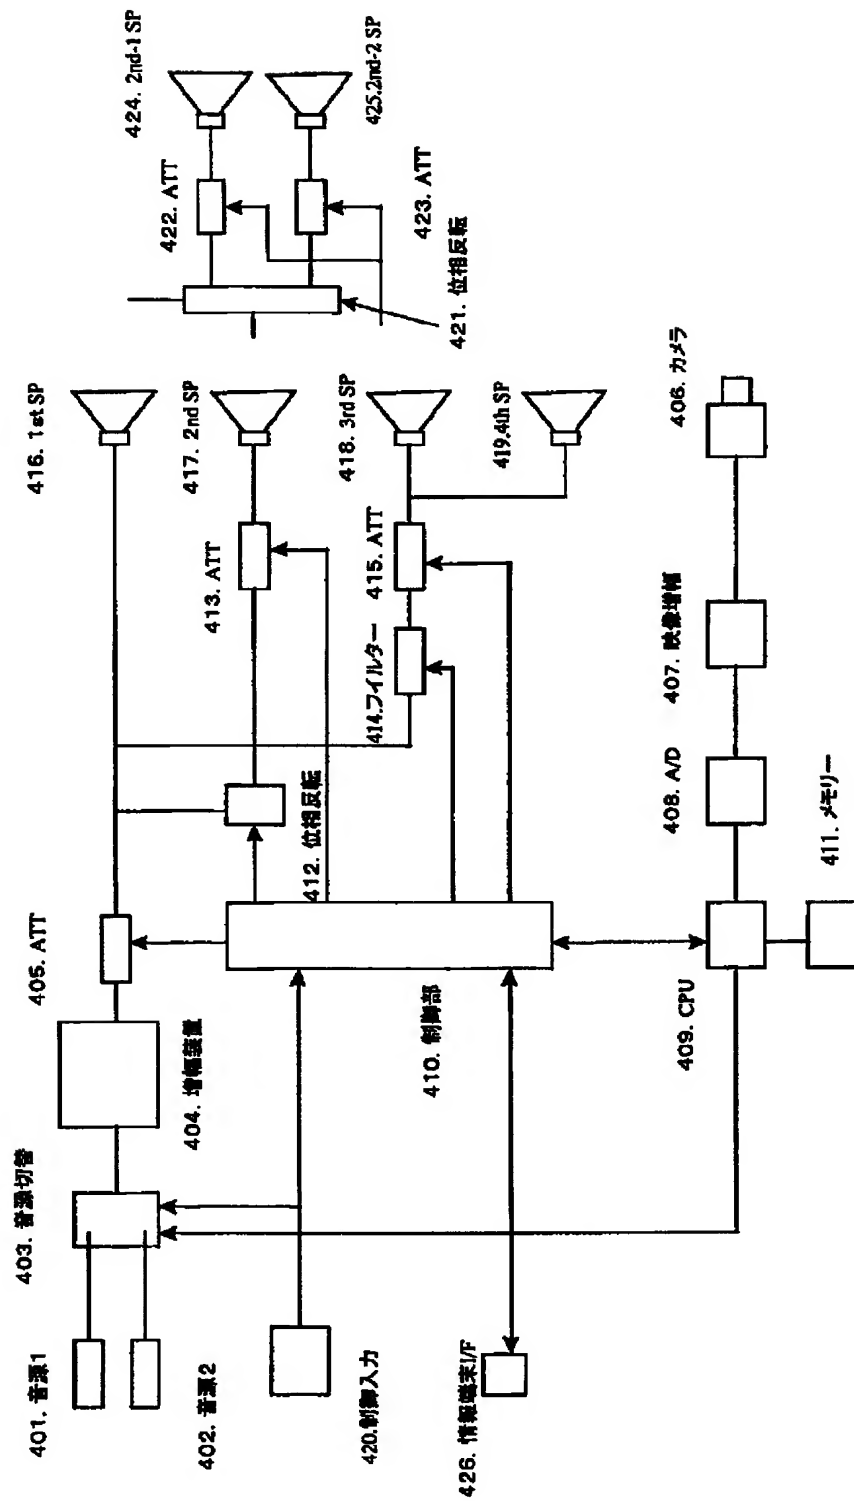 401. 音源1
402. 音源2
403. 音源切替
404. 増幅装置
405. ATT
416. 1st SP
417. 2nd SP
413. ATT
412. 位相反転
414.フイルター
415. ATT
418. 3rd SP
419.4th SP
420.制御入力
410. 制御部
426. 情報端末I/F
409. CPU
408. A/D
407. 映像増幅
406. カメラ
411. メモリー
424. 2nd-1 SP
422. ATT
425.2nd-2 SP
423. ATT
421. 位相反転